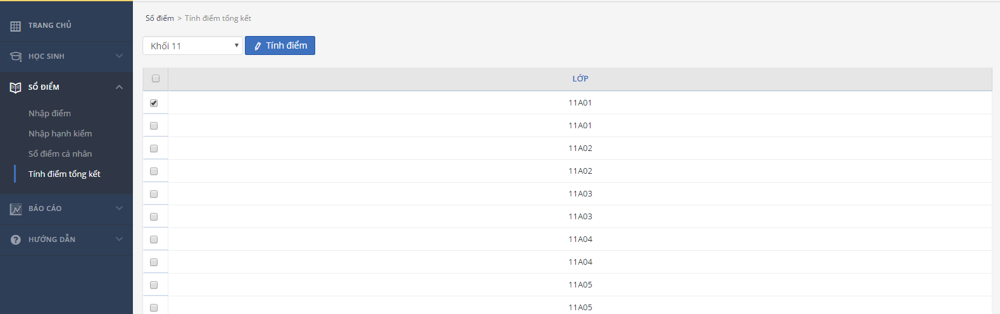 TRANG CHỦ
HỌC SINH
SỔ ĐIỂM
Nhập điểm
Nhập hạnh kiểm
Sổ điểm cá nhân
Tính điểm tổng kết
BÁO CÁO
HƯỚNG DẪN
Sổ điểm > Tính điểm tổng kết
Khối 11 Tính điểm
LỚP
11A01
11A01
11A02
11A02
11A03
11A03
11A04
11A04
11A05
11A05